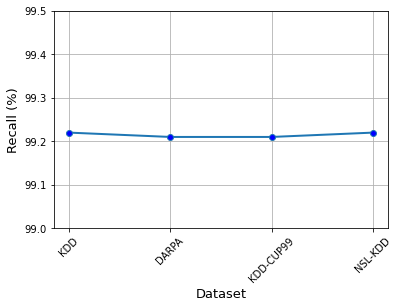 99.5
99.4
99.3
99.2
99.1
99.0
Recall (%)
KDD
DARPA
KDD-CUP99
NSL-KDD
Dataset